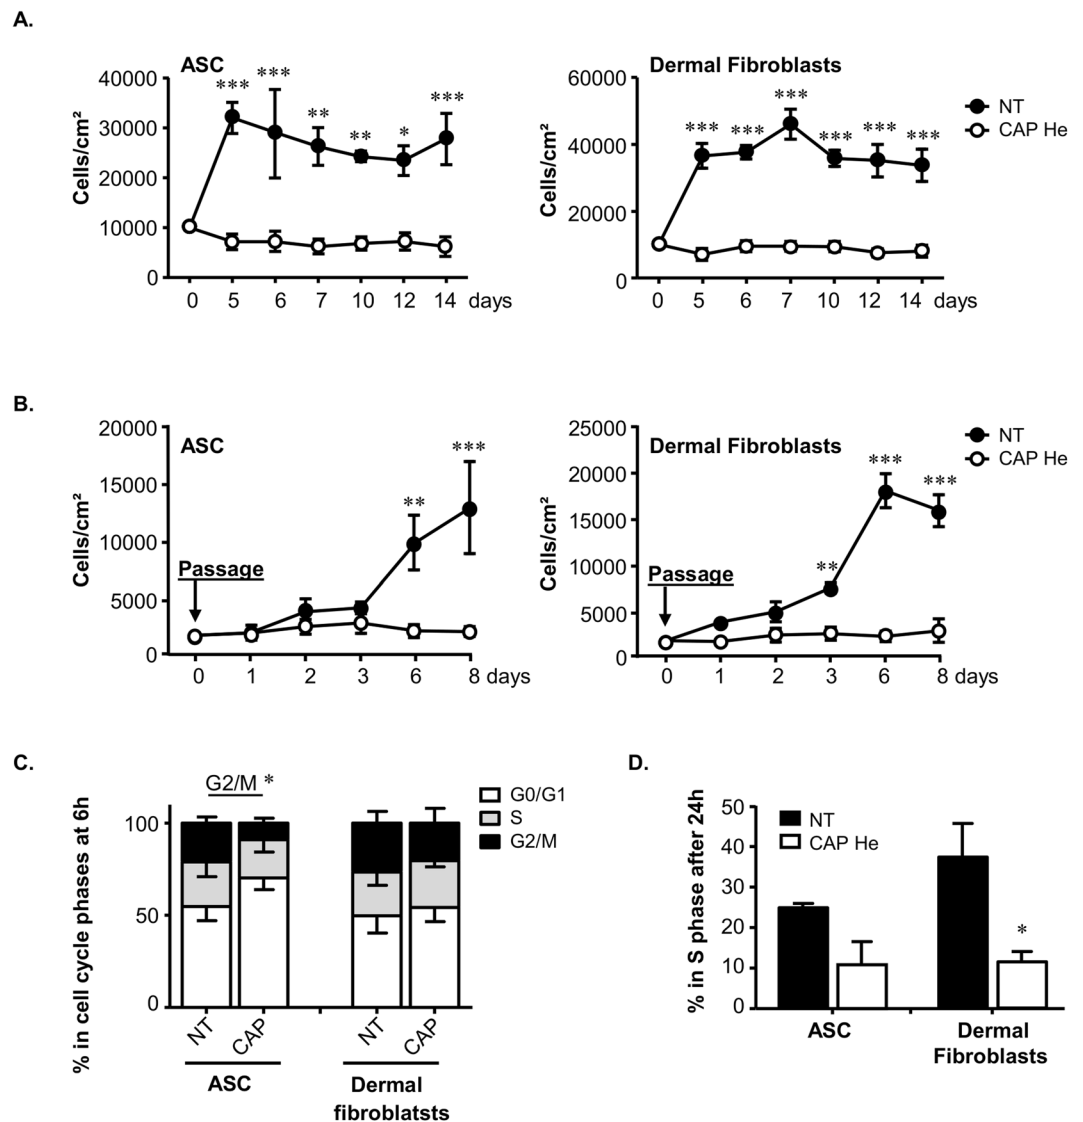 A.
ASC
Cells/cm²
40000
30000
20000
10000
0
*** *** ** ** * ***
0 5 6 7 10 12 14 days
Dermal Fibroblasts
Cells/cm²
60000
40000
20000
0
*** *** *** *** *** ***
0 5 6 7 10 12 14 days
NT
CAP He
B.
ASC
Cells/cm²
20000
15000
10000
5000
0
Passage
** ***
0 1 2 3 6 8 days
Dermal Fibroblasts
Cells/cm²
25000
20000
15000
10000
5000
0
Passage
** *** ***
0 1 2 3 6 8 days
NT
CAP He
C.
% in cell cycle phases at 6h
G2/M *
100
50
0
G0/G1
S
G2/M
NT CAP NT CAP
ASC
Dermal
fibroblatsts
D.
% in S phase after 24h
50
40
30
20
10
0
NT
CAP He
*
ASC
Dermal
Fibroblasts